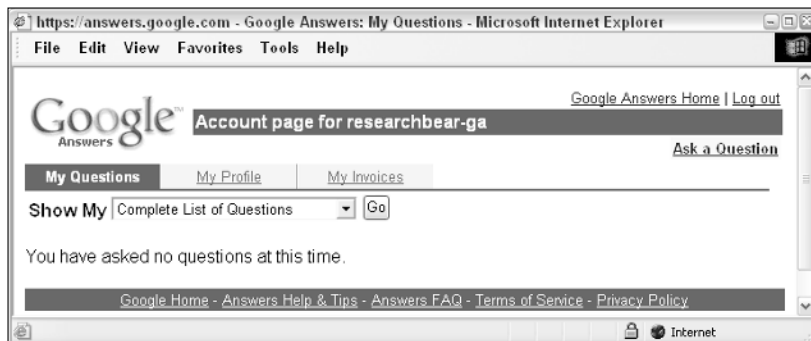 https://answers.google.com - Google Answers: My Questions - Microsoft Internet Explorer
File Edit View Favorites Tools Help
Google Answers Home | Log out
Google™
Answers
Account page for researchbear-ga
Ask a Question
My Questions My Profile My Invoices
Show My Complete List of Questions Go
You have asked no questions at this time.
Google Home - Answers Help & Tips - Answers FAQ - Terms of Service - Privacy Policy
Internet